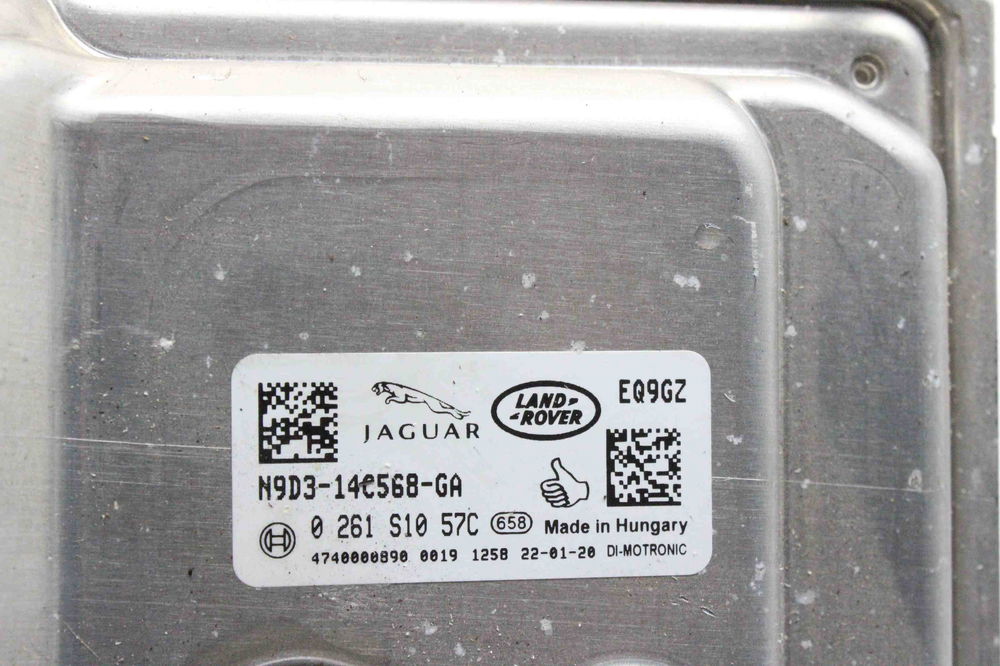 JAGUAR
LAND-
-ROVER
EQ9GZ
N9D3-14C568-GA
0 261 S10 57C 658 Made in Hungary
4740000890 0019 1258 22-01-20 DI-MOTRONIC